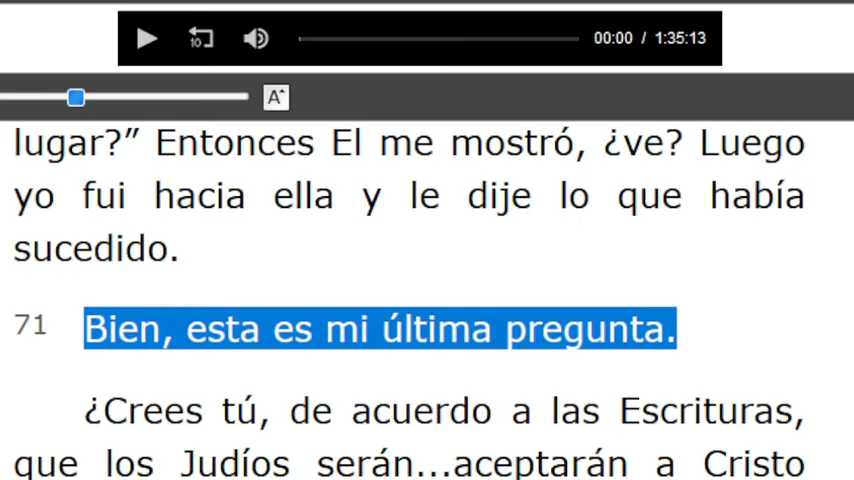 10
00:00 / 1:35:13
A+
lugar?” Entonces El me mostró, ¿ve? Luego
yo fui hacia ella y le dije lo que había
sucedido.
71 Bien, esta es mi última pregunta.
¿Crees tú, de acuerdo a las Escrituras,
que los Judíos serán...aceptarán a Cristo